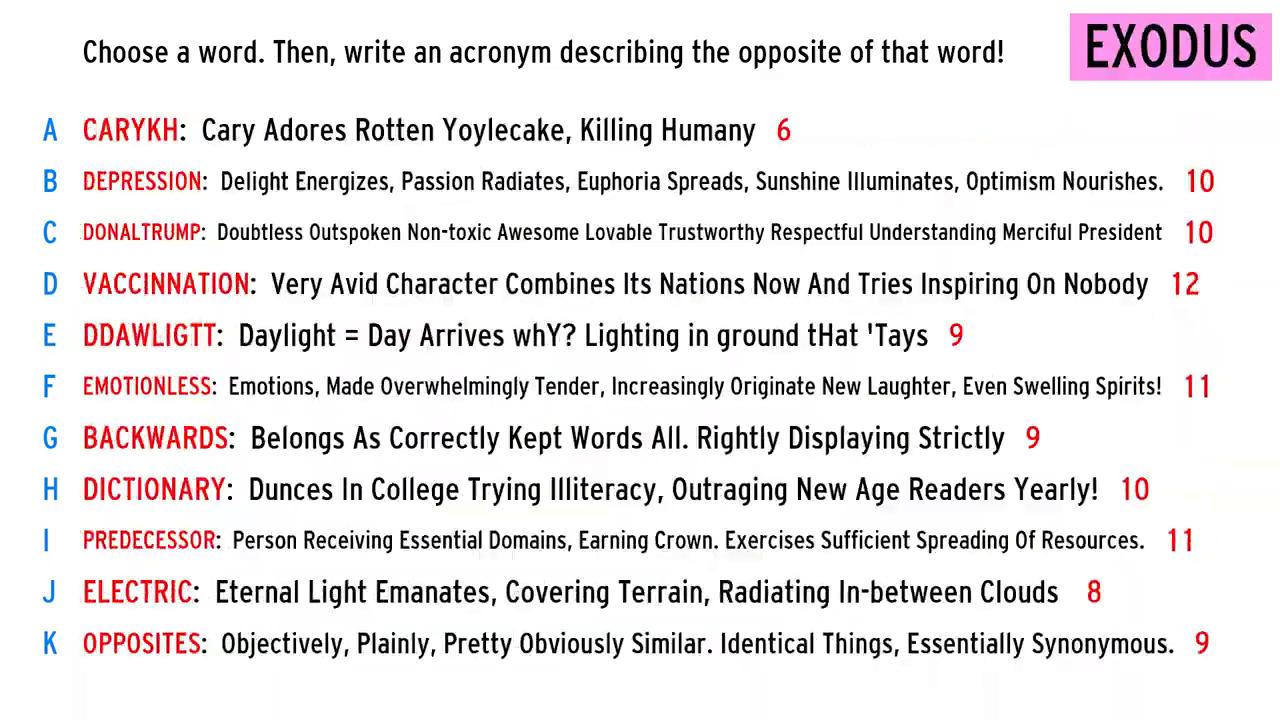 Choose a word. Then, write an acronym describing the opposite of that word!
EXODUS
A CARYKH: Cary Adores Rotten Yoylecake, Killing Humany 6
B DEPRESSION: Delight Energizes, Passion Radiates, Euphoria Spreads, Sunshine Illuminates, Optimism Nourishes. 10
C DONALTRUMP: Doubtless Outspoken Non-toxic Awesome Lovable Trustworthy Respectful Understanding Merciful President 10
D VACCINNATION: Very Avid Character Combines Its Nations Now And Tries Inspiring On Nobody 12
E DDAWLIGTT: Daylight = Day Arrives whY? Lighting in ground tHat 'Tays 9
F EMOTIONLESS: Emotions, Made Overwhelmingly Tender, Increasingly Originate New Laughter, Even Swelling Spirits! 11
G BACKWARDS: Belongs As Correctly Kept Words All. Rightly Displaying Strictly 9
H DICTIONARY: Dunces In College Trying Illiteracy, Outraging New Age Readers Yearly! 10
I PREDECESSOR: Person Receiving Essential Domains, Earning Crown. Exercises Sufficient Spreading Of Resources. 11
J ELECTRIC: Eternal Light Emanates, Covering Terrain, Radiating In-between Clouds 8
K OPPOSITES: Objectively, Plainly, Pretty Obviously Similar. Identical Things, Essentially Synonymous. 9